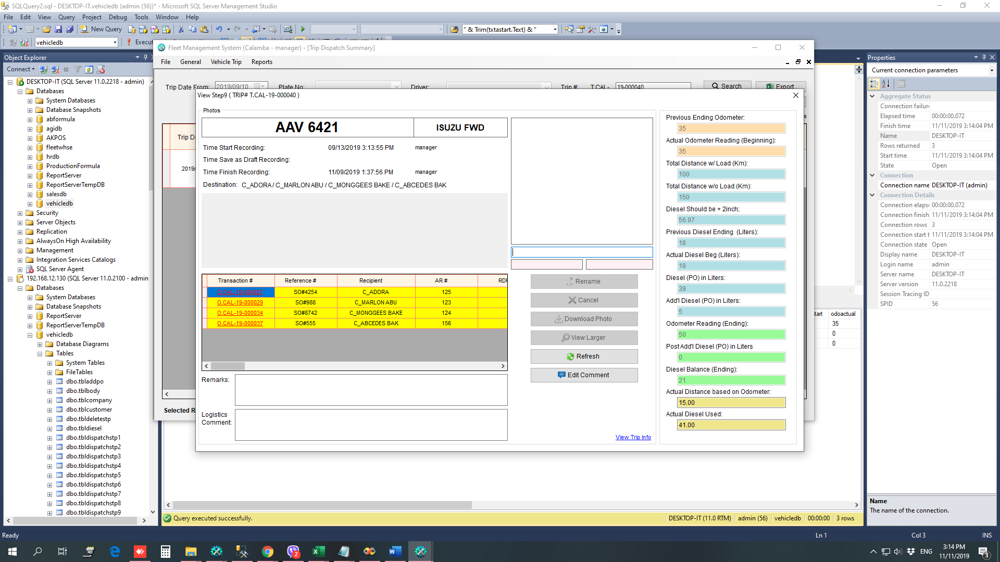 SQLQuery2.sql - DESKTOP-IT.vehicledb (admin (56))* - Microsoft SQL Server Management Studio
File Edit View Query Project Debug Tools Window Help
New Query " & Trim(txtastart.Text) & "
vehicledb
Object Explorer
Connect
DESKTOP-IT (SQL Server 11.0.2218 - admin)
Databases
System Databases
Database Snapshots
abformula
agidb
AKPOS
fleetwhse
hrdb
ProductionFormula
ReportServer
ReportServerTempDB
salesdb
vehicledb
Security
Server Objects
Replication
AlwaysOn High Availability
Management
Integration Services Catalogs
SQL Server Agent
192.168.12.130 (SQL Server 11.0.2100 - admin
Databases
System Databases
Database Snapshots
ReportServer
ReportServerTempDB
vehicledb
Database Diagrams
Tables
System Tables
FileTables
dbo.tbladdpo
dbo.tblbody
dbo.tblcompany
dbo.tblcustomer
dbo.tbldeletestp
dbo.tbldiesel
dbo.tbldispatchstp1
dbo.tbldispatchstp2
dbo.tbldispatchstp3
dbo.tbldispatchstp4
dbo.tbldispatchstp5
dbo.tbldispatchstp6
dbo.tbldispatchstp7
dbo.tbldispatchstp8
dbo.tbldispatchstp9
Fleet Management System (Calamba - manager) - [Trip Dispatch Summary]
File General Vehicle Trip Reports
Trip Date From: 2019/09/10 Plate No: Driver: Trip #: T.CAL- 19-000040 Search Export
View Step9 ( TRIP# T.CAL-19-000040 )
Photos
AAV 6421 ISUZU FWD
Time Start Recording: 09/13/2019 3:13:55 PM manager
Time Save as Draft Recording:
Time Finish Recording: 11/09/2019 1:37:56 PM manager
Destination: C_ADORA / C_MARLON ABU / C_MONGGEES BAKE / C_ABCEDES BAK
Transaction # Reference # Recipient AR #
O.CAL-19-000027 SO#4254 C_ADORA 125
O.CAL-19-000029 SO#988 C_MARLON ABU 123
O.CAL-19-000034 SO#8742 C_MONGGEES BAKE 124
O.CAL-19-000037 SO#555 C_ABCEDES BAK 156
Remarks:
Logistics
Comment:
Rename
Cancel
Download Photo
View Larger
Refresh
Edit Comment
View Trip Info
Previous Ending Odometer:
35
Actual Odometer Reading (Beginning):
35
Total Distance w/ Load (Km):
100
Total Distance w/o Load (Km):
150
Diesel Should be + 2inch;
56.97
Previous Diesel Ending (Liters):
18
Actual Diesel Beg (Liters):
18
Diesel (PO) in Liters:
39
Add'l Diesel (PO) in Liters:
5
Odometer Reading (Ending):
50
Post Add'l Diesel (PO) in Liters
0
Diesel Balance (Ending):
21
Actual Distance based on Odometer:
15.00
Actual Diesel Used:
41.00
odoactual
35
0
0
Query executed successfully. DESKTOP-IT (11.0 RTM) admin (56) vehicledb 00:00:00 3 rows
Properties
Current connection parameters
Aggregate Status
Connection failure
Elapsed time 00:00:00.072
Finish time 11/11/2019 3:14:04 PM
Name DESKTOP-IT
Rows returned 3
Start time 11/11/2019 3:14:04 PM
State Open
Connection
Connection name DESKTOP-IT (admin)
Connection Details
Connection elapse 00:00:00.072
Connection finish 11/11/2019 3:14:04 PM
Connection rows 3
Connection start t 11/11/2019 3:14:04 PM
Connection state Open
Display name DESKTOP-IT
Login name admin
Server name DESKTOP-IT
Server version 11.0.2218
Session Tracing ID
SPID 56
Name
The name of the connection.
Ready Ln 1 Col 3 INS
2
ENG
3:14 PM
11/11/2019
3